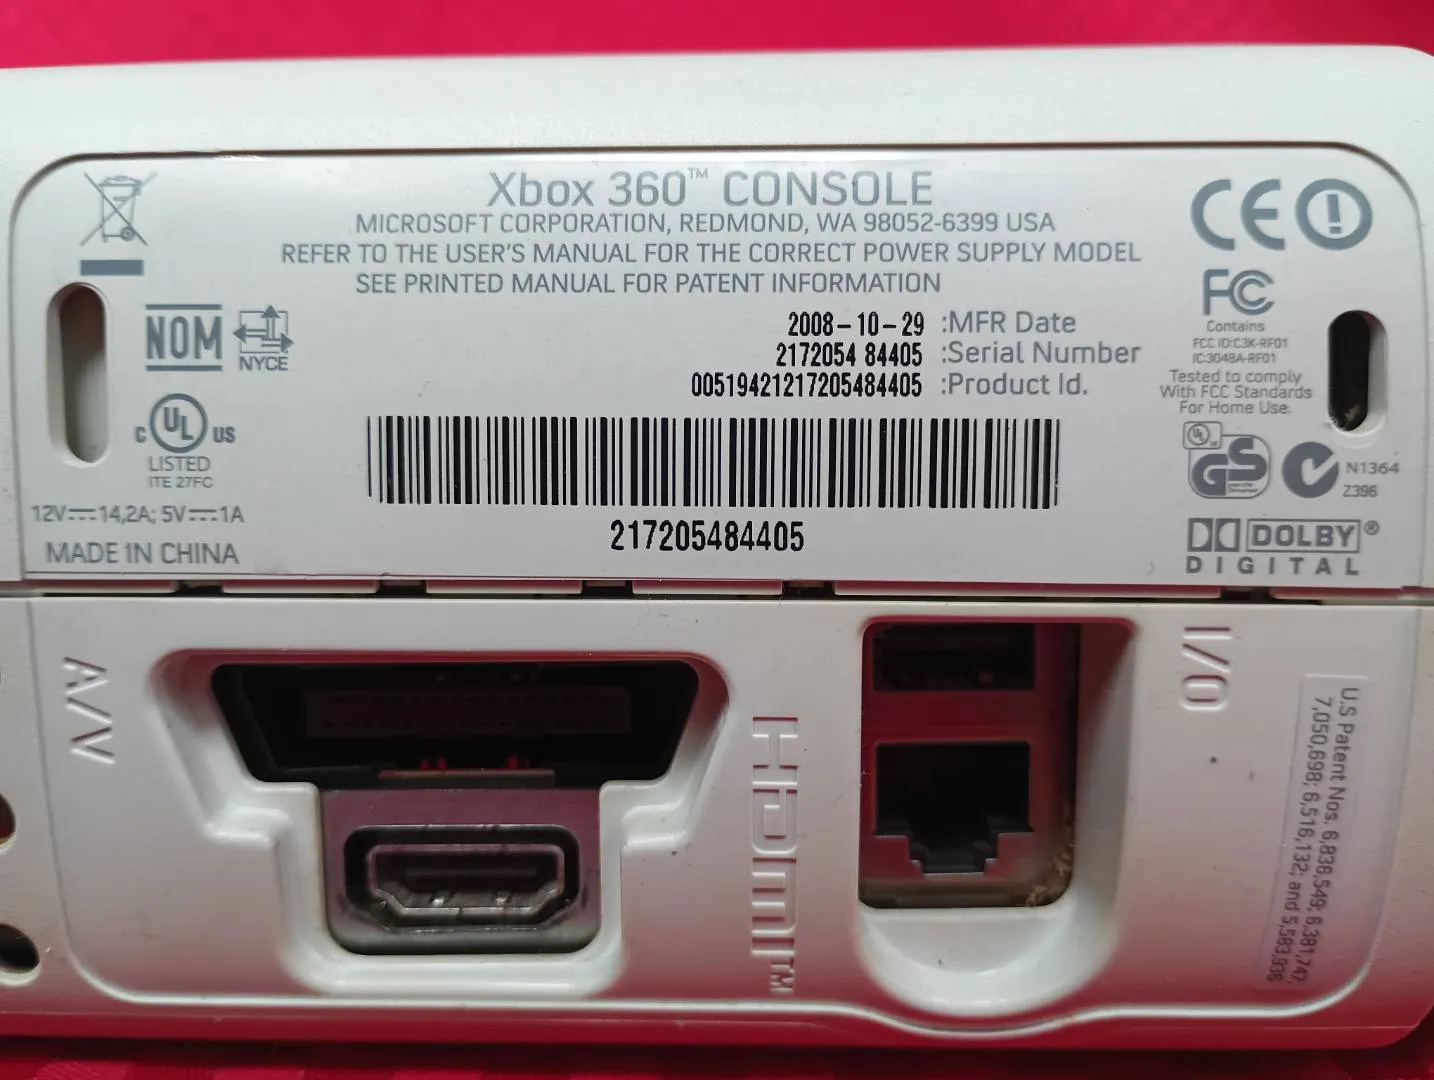 Xbox 360™ CONSOLE
MICROSOFT CORPORATION, REDMOND, WA 98052-6399 USA
REFER TO THE USER'S MANUAL FOR THE CORRECT POWER SUPPLY MODEL
SEE PRINTED MANUAL FOR PATENT INFORMATION
2008-10-29 :MFR Date
2172054 84405 :Serial Number
00519421217205484405 :Product Id.
217205484405
NOM
NYCE
C UL US
LISTED
ITE 27FC
12V⎓14,2A; 5V⎓1A
MADE IN CHINA
CE
FC
Contains
FCC ID:C3K-RF01
IC:3048A-RF01
Tested to comply
With FCC Standards
For Home Use.
UL
GS
N1364
Z396
DOLBY®
DIGITAL
A/V
HDMI™
I/O
U.S Patent Nos. 6,836,549; 6,381,747;
7,050,698; 6,516,132; and 5,583,936